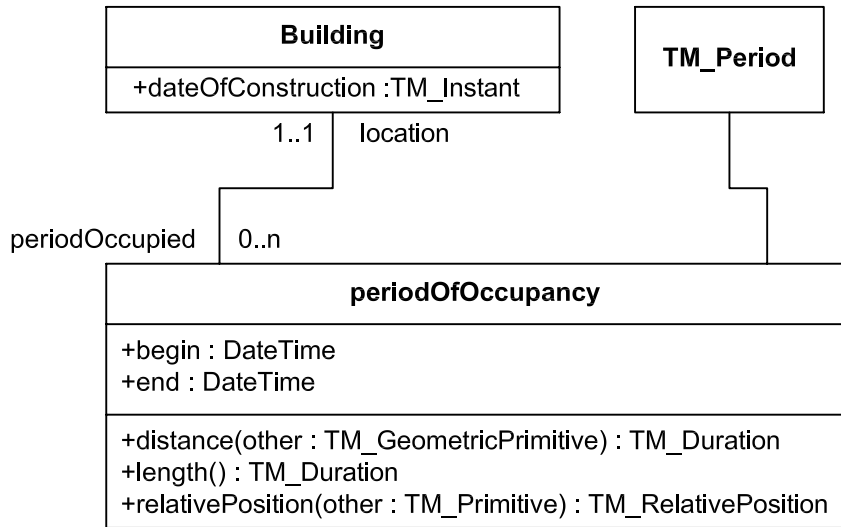 Building
TM_Period
+dateOfConstruction :TM_Instant
1..1 location
periodOccupied 0..n
periodOfOccupancy
+begin : DateTime
+end : DateTime
+distance(other : TM_GeometricPrimitive) : TM_Duration
+length() : TM_Duration
+relativePosition(other : TM_Primitive) : TM_RelativePosition